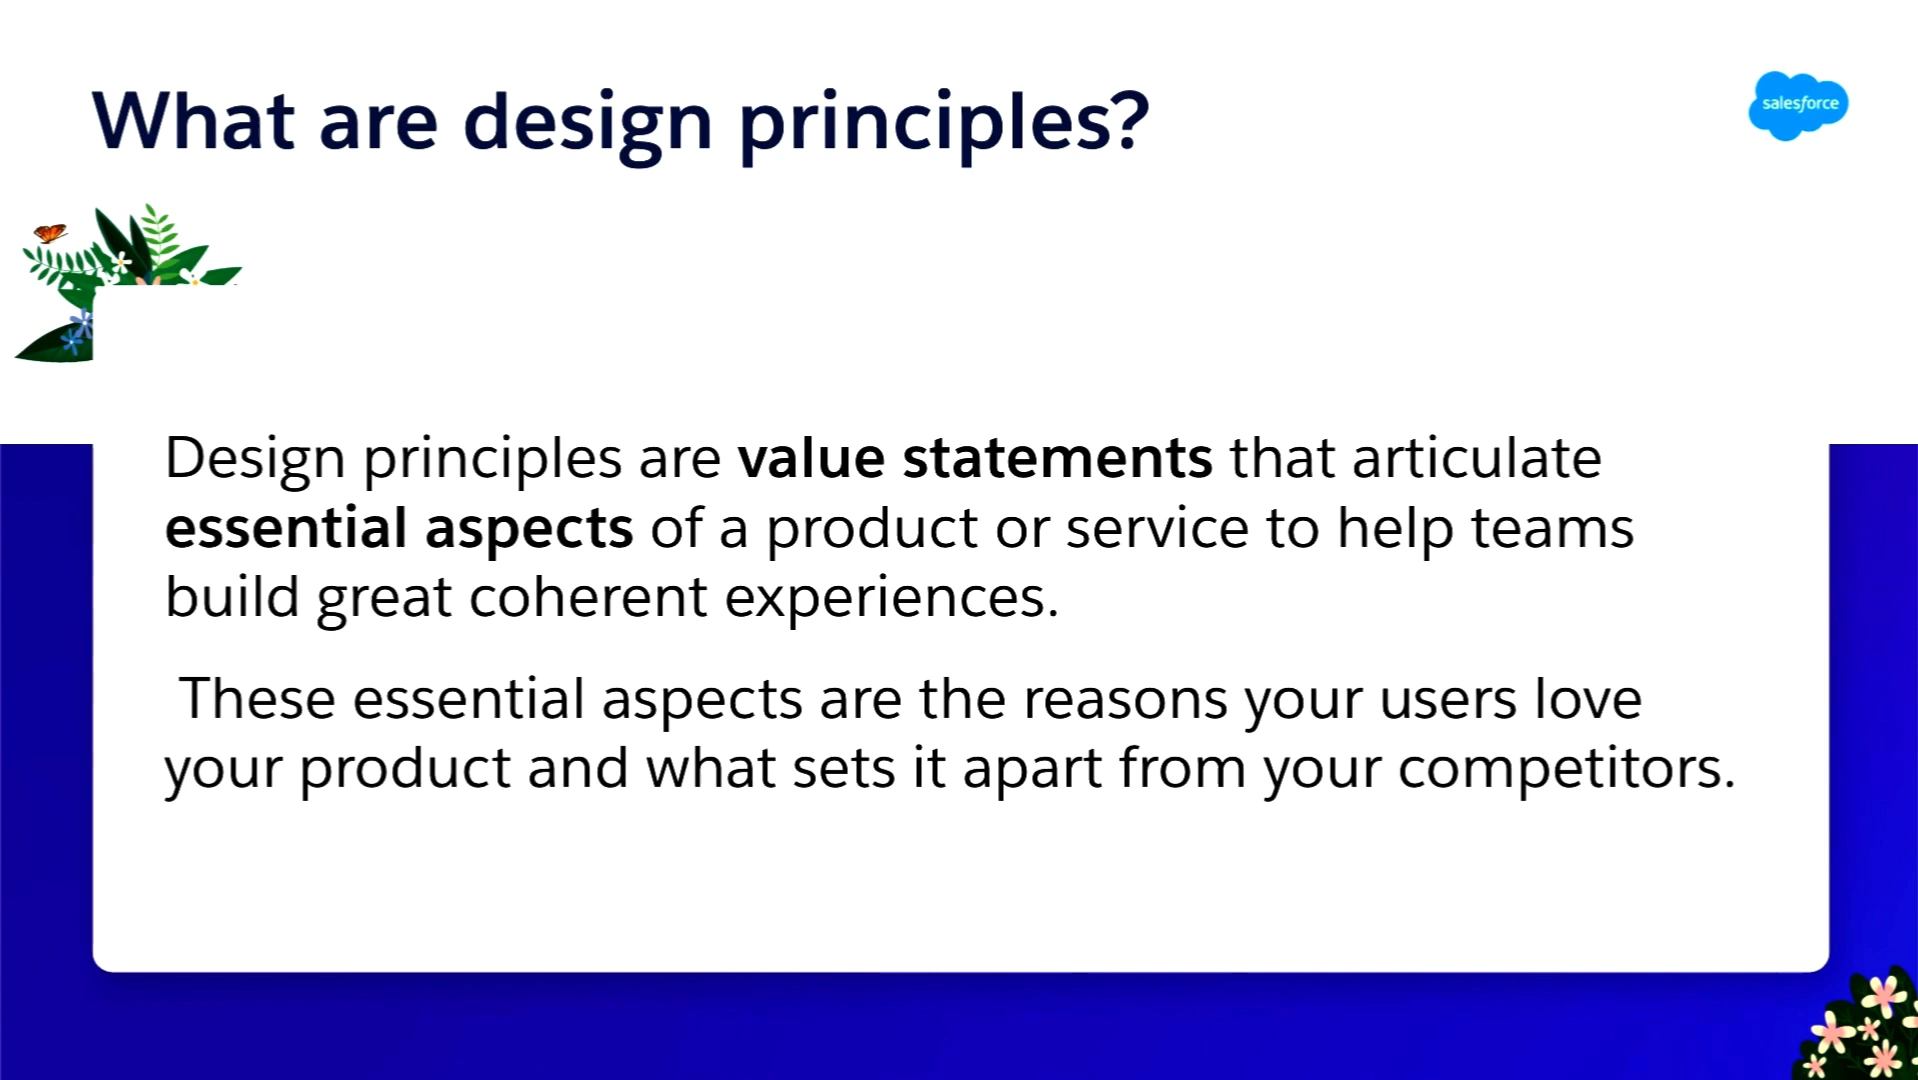 What are design principles?
salesforce
Design principles are value statements that articulate
essential aspects of a product or service to help teams
build great coherent experiences.
These essential aspects are the reasons your users love
your product and what sets it apart from your competitors.